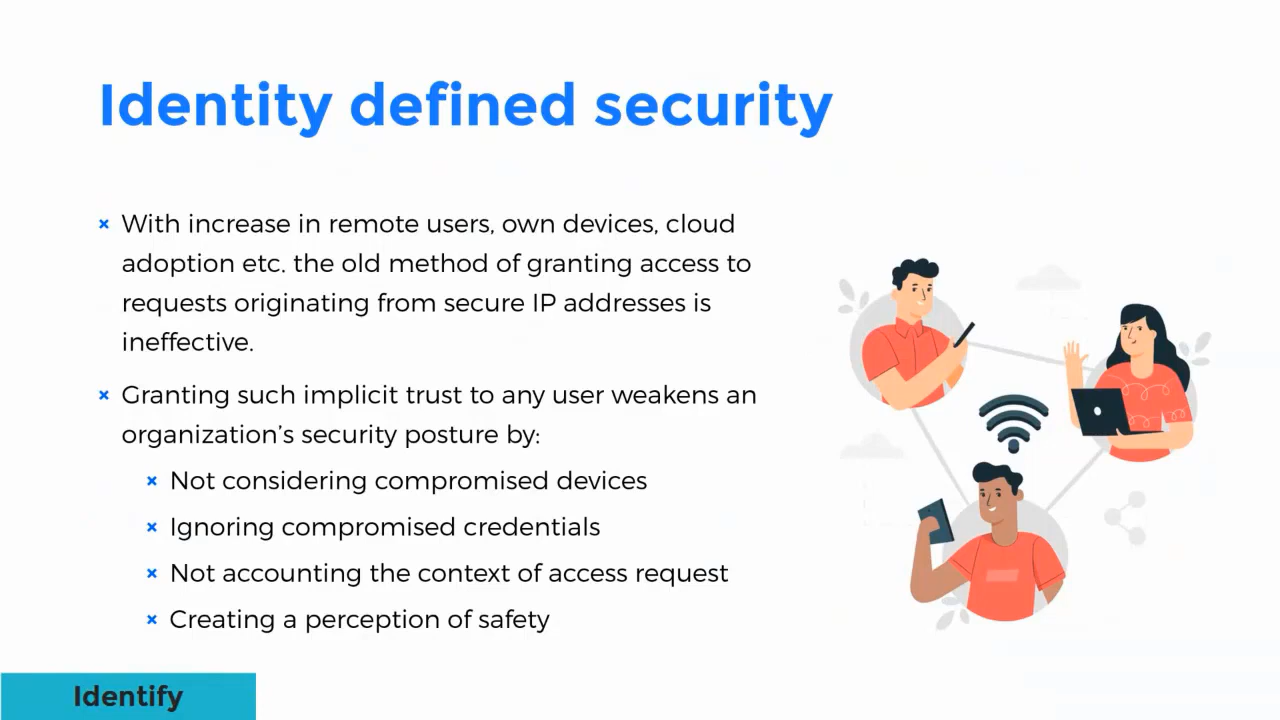 Identity defined security
× With increase in remote users, own devices, cloud
adoption etc. the old method of granting access to
requests originating from secure IP addresses is
ineffective.
× Granting such implicit trust to any user weakens an
organization’s security posture by:
× Not considering compromised devices
× Ignoring compromised credentials
× Not accounting the context of access request
× Creating a perception of safety
Identify